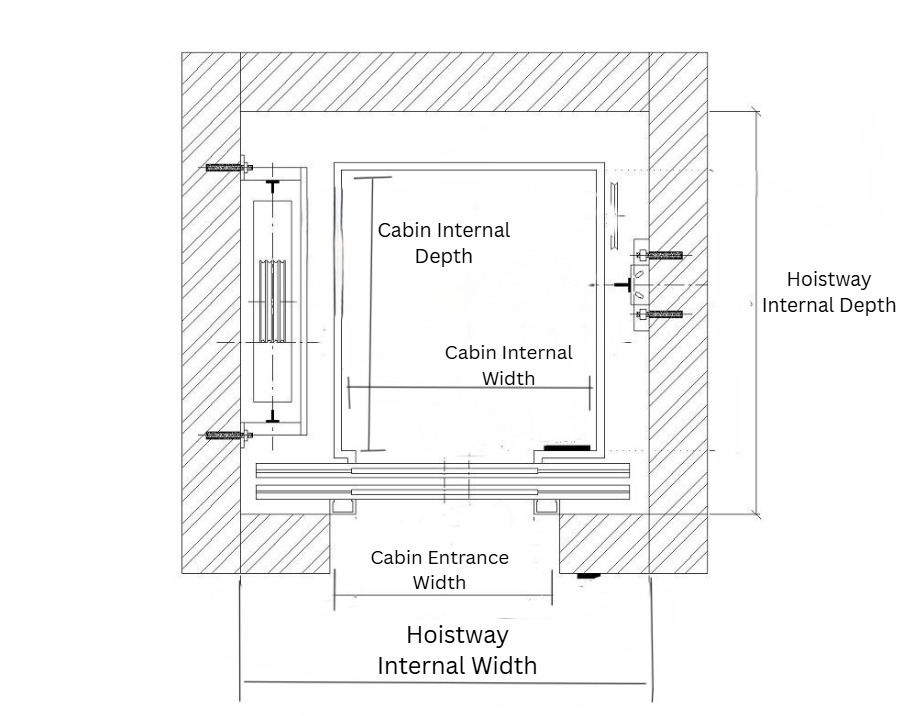 Cabin Internal
Depth
Hoistway
Internal Depth
Cabin Internal
Width
Cabin Entrance
Width
Hoistway
Internal Width